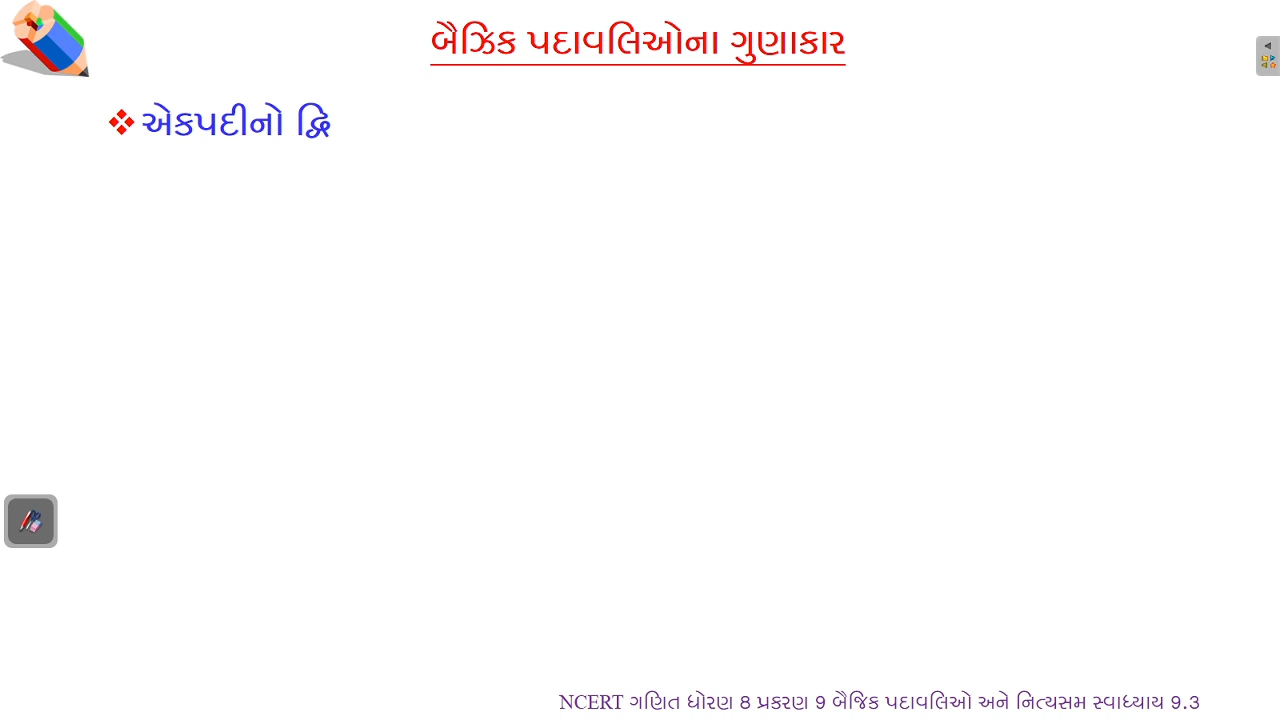 બૈઝિક પદાવલિઓના ગુણાકાર
એકપદીનો દ્વિ
NCERT ગણિત ધોરણ 8 પ્રકરણ 9 બૈજિક પદાવલિઓ અને નિત્યસમ સ્વાધ્યાય 9.3